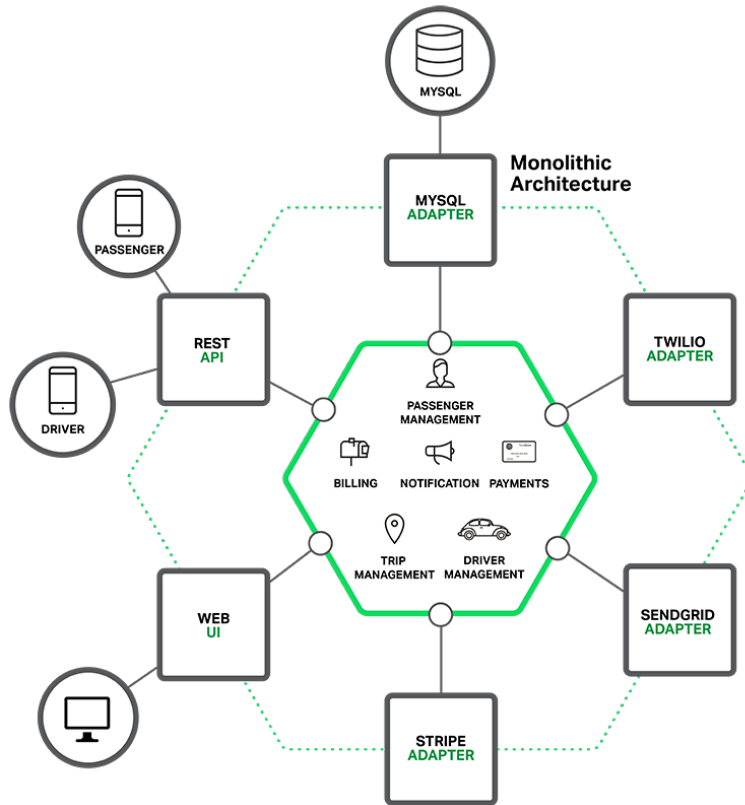 MYSQL
Monolithic
Architecture
MYSQL
ADAPTER
PASSENGER
REST
API
TWILIO
ADAPTER
DRIVER
PASSENGER
MANAGEMENT
BILLING
NOTIFICATION
PAYMENTS
TRIP
MANAGEMENT
DRIVER
MANAGEMENT
WEB
UI
SENDGRID
ADAPTER
STRIPE
ADAPTER